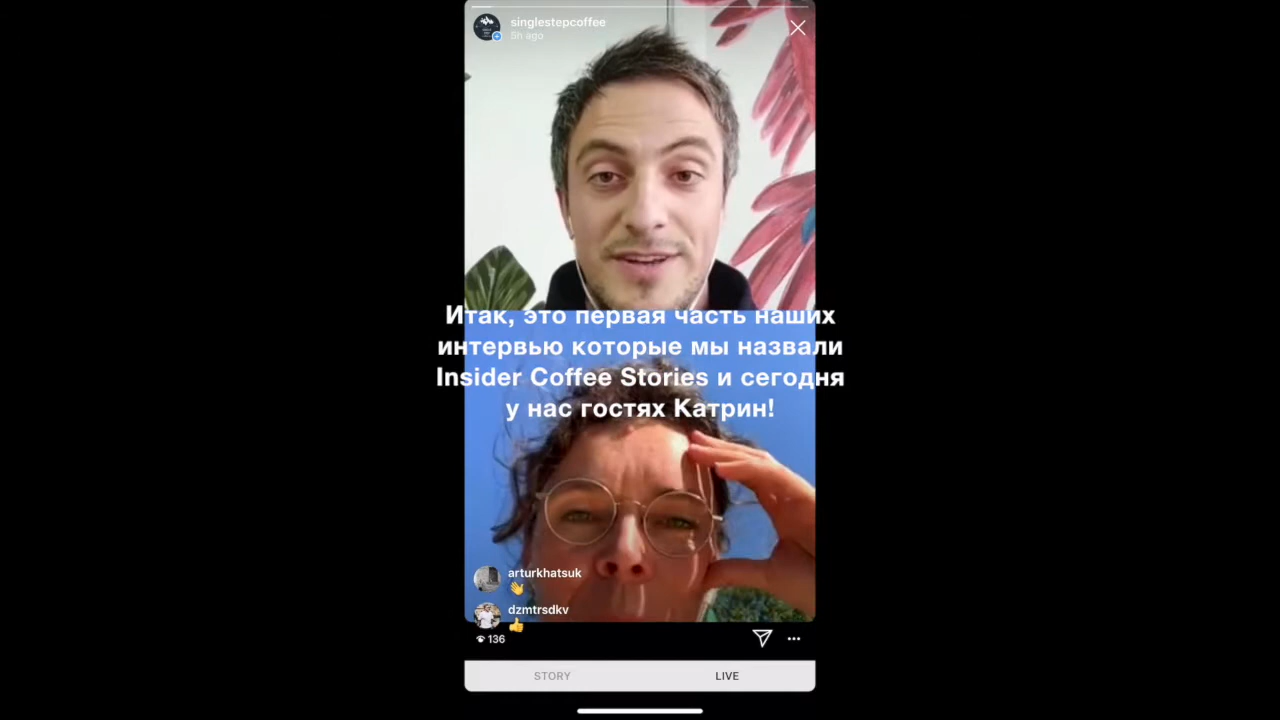 singlestepcoffee
5h ago
Итак, это первая часть наших
интервью которые мы назвали
Insider Coffee Stories и сегодня
у нас гостях Катрин!
arturkhatsuk
👋
dzmtrsdkv
👍
136
STORY LIVE